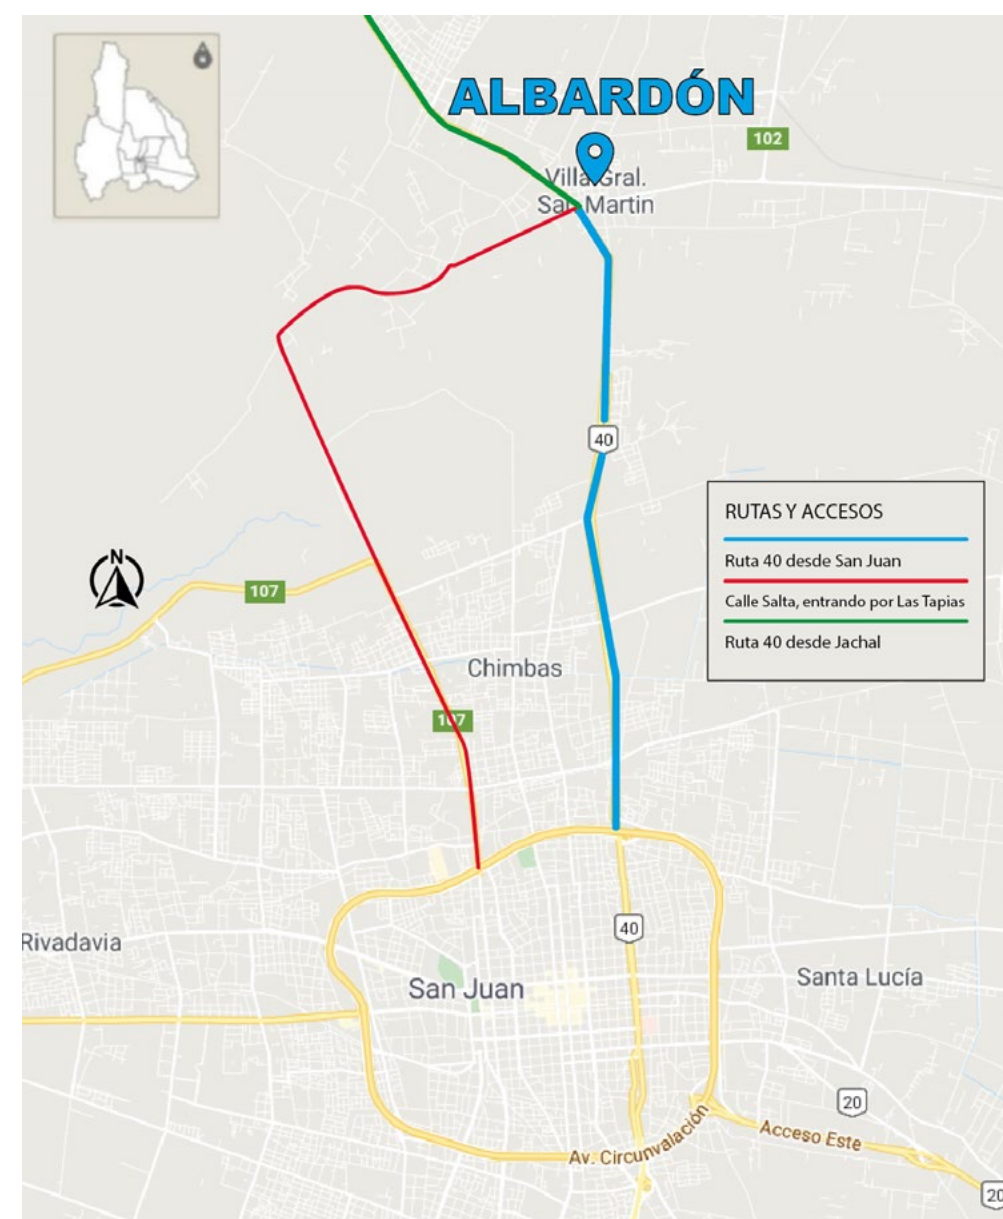 ALBARDÓN
102
Villa Gral.
San Martin
40
RUTAS Y ACCESOS
Ruta 40 desde San Juan
Calle Salta, entrando por Las Tapias
Ruta 40 desde Jachal
N
107
Chimbas
107
40
Rivadavia
San Juan
Santa Lucía
20
Av. Circunvalación
Acceso Este
20